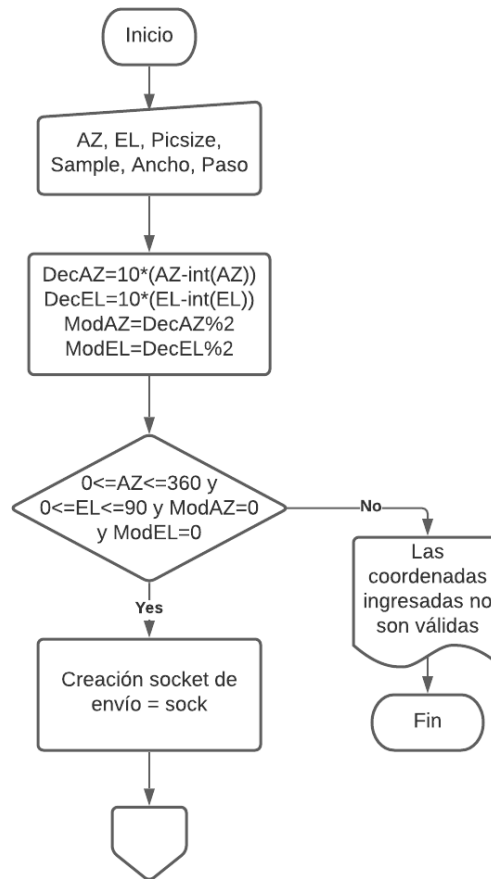 Inicio
AZ, EL, Picsize,
Sample, Ancho, Paso
DecAZ=10*(AZ-int(AZ))
DecEL=10*(EL-int(EL))
ModAZ=DecAZ%2
ModEL=DecEL%2
0<=AZ<=360 y
0<=EL<=90 y ModAZ=0
y ModEL=0
No
Las
coordenadas
ingresadas no
son válidas
Yes
Creación socket de
envío = sock
Fin